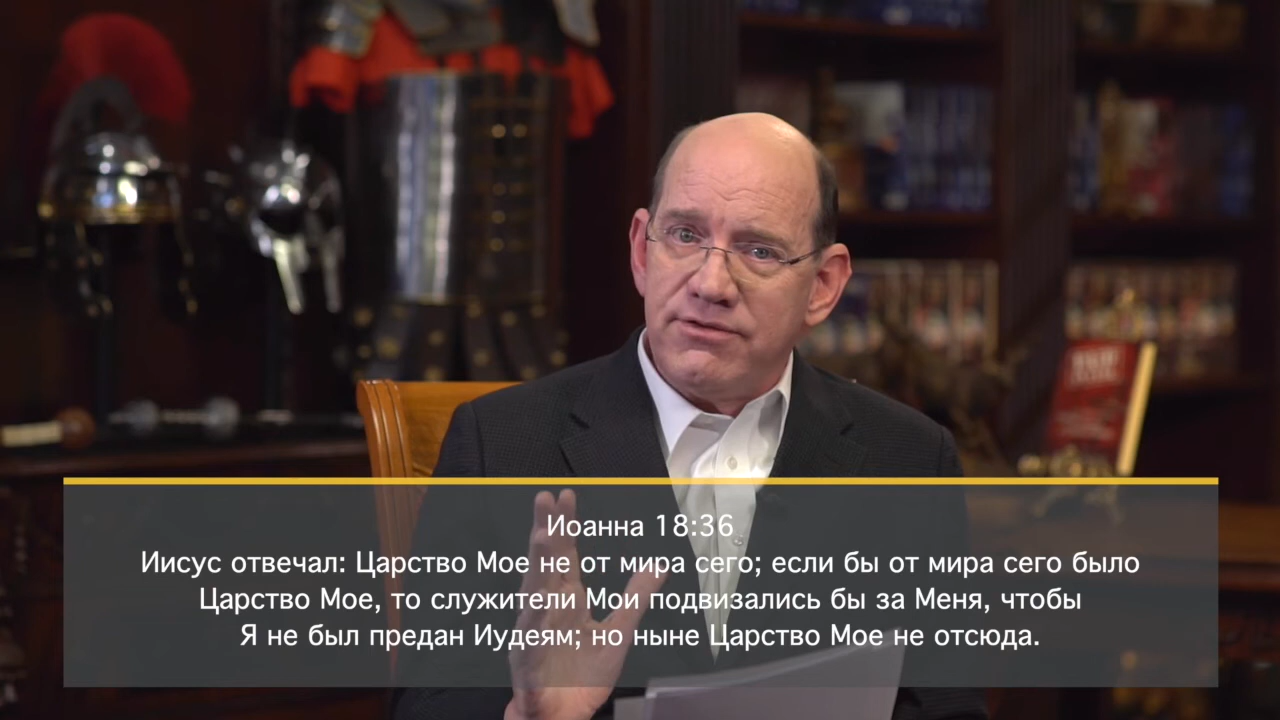 Иоанна 18:36
Иисус отвечал: Царство Мое не от мира сего; если бы от мира сего было
Царство Мое, то служители Мои подвизались бы за Меня, чтобы
Я не был предан Иудеям; но ныне Царство Мое не отсюда.